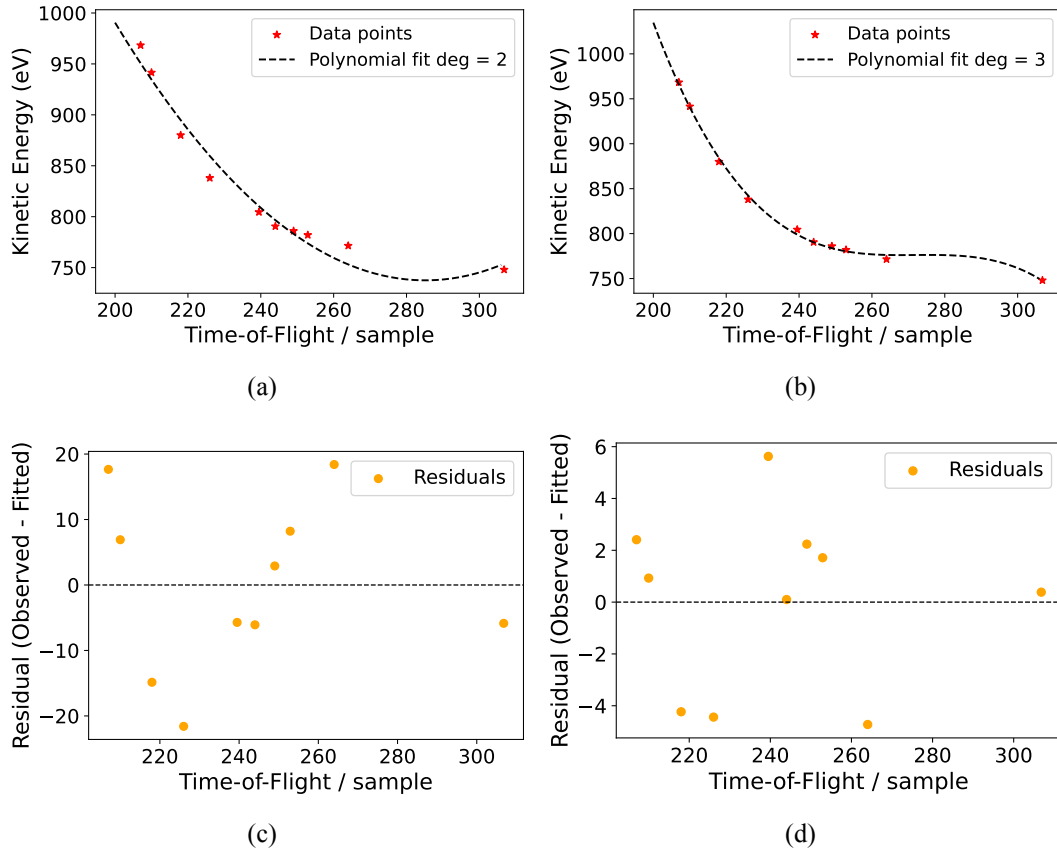 1000
950
900
850
800
750
200
220
240
260
280
300
Kinetic Energy (eV)
Time-of-Flight / sample
Data points
Polynomial fit deg = 2
(a)
1000
950
900
850
800
750
200
220
240
260
280
300
Kinetic Energy (eV)
Time-of-Flight / sample
Data points
Polynomial fit deg = 3
(b)
20
10
0
−10
−20
220
240
260
280
300
Residual (Observed - Fitted)
Time-of-Flight / sample
Residuals
(c)
6
4
2
0
−2
−4
220
240
260
280
300
Residual (Observed - Fitted)
Time-of-Flight / sample
Residuals
(d)